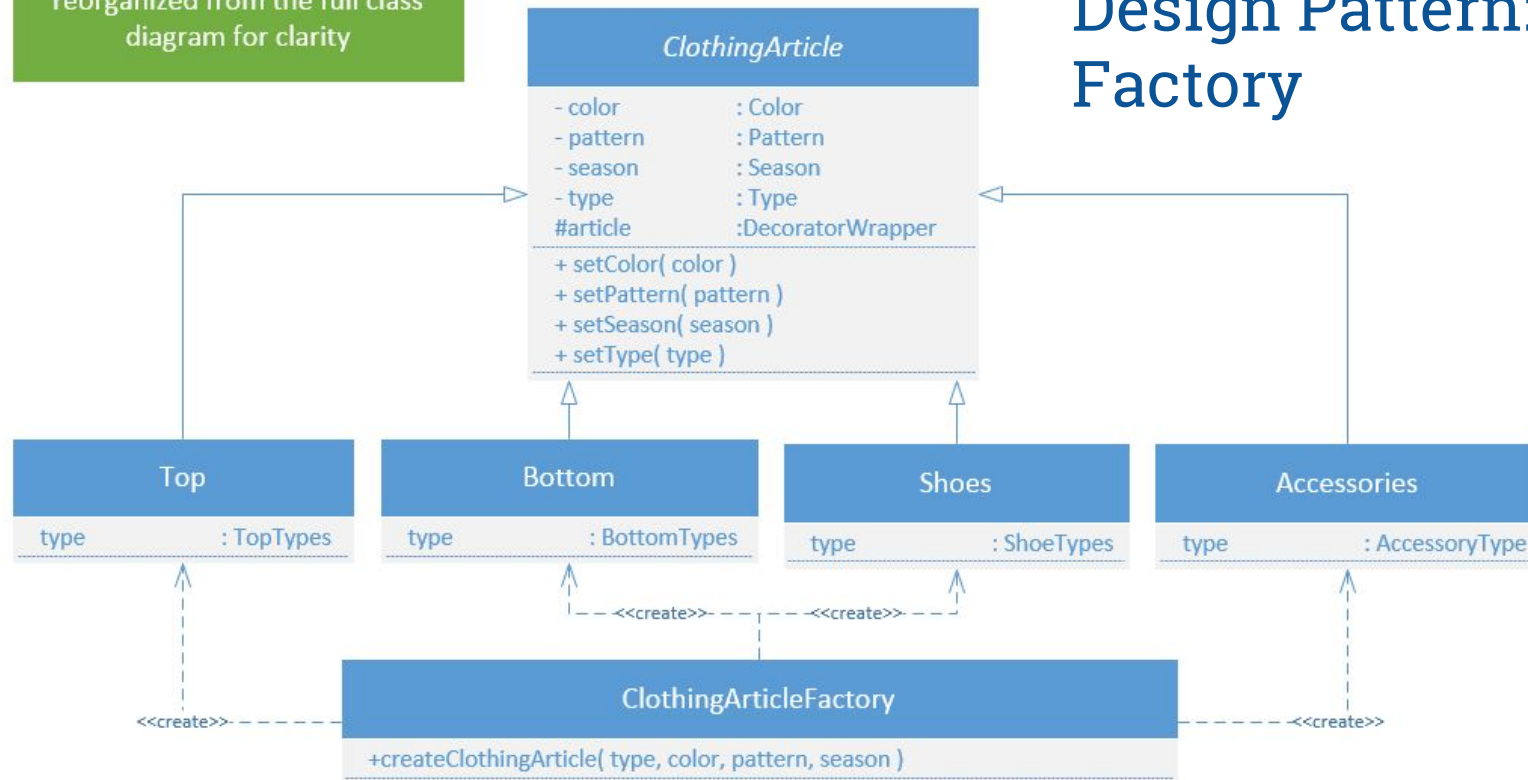 reorganized from the full class
diagram for clarity
Design Pattern:
Factory
ClothingArticle
- color : Color
- pattern : Pattern
- season : Season
- type : Type
#article :DecoratorWrapper
+ setColor( color )
+ setPattern( pattern )
+ setSeason( season )
+ setType( type )
Top
type : TopTypes
Bottom
type : BottomTypes
Shoes
type : ShoeTypes
Accessories
type : AccessoryType
<<create>>
<<create>>
<<create>>
<<create>>
ClothingArticleFactory
+createClothingArticle( type, color, pattern, season )